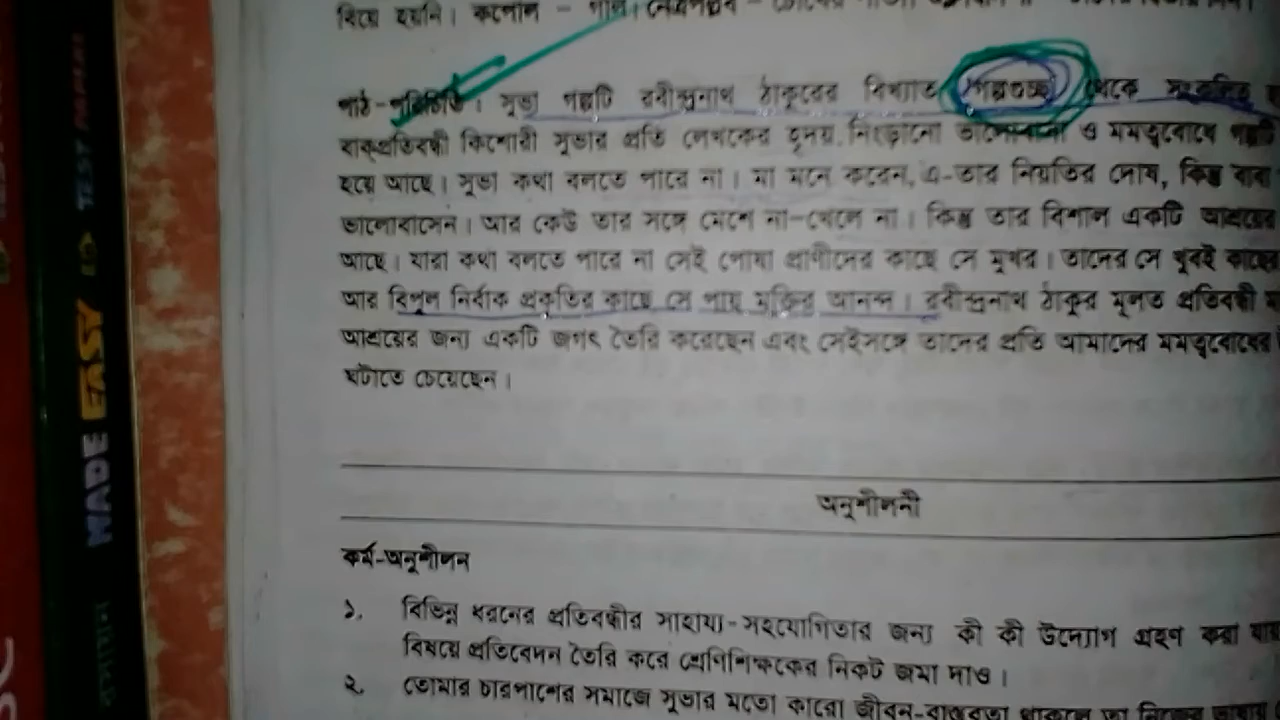 বিয়ে হয়নি। কপোল – গাল।
পাঠ-পরিচিতি। সুভা গল্পটি রবীন্দ্রনাথ ঠাকুরের বিখ্যাত গল্পগুচ্ছ থেকে সংকলিত
বাক্‌প্রতিবন্ধী কিশোরী সুভার প্রতি লেখকের হৃদয় নিংড়ানো ভালোবাসা ও মমত্ববোধে গল্পটি
হয়ে আছে। সুভা কথা বলতে পারে না। মা মনে করেন, এ-তার নিয়তির দোষ, কিন্তু বাবা
ভালোবাসেন। আর কেউ তার সঙ্গে মেশে না-খেলে না। কিন্তু তার বিশাল একটি আশ্রয়ের
আছে। যারা কথা বলতে পারে না সেই পোষা প্রাণীদের কাছে সে মুখর। তাদের সে খুবই কাছের
আর বিপুল নির্বাক প্রকৃতির কাছে সে পায় মুক্তির আনন্দ। রবীন্দ্রনাথ ঠাকুর মূলত প্রতিবন্ধী
আশ্রয়ের জন্য একটি জগৎ তৈরি করেছেন এবং সেইসঙ্গে তাদের প্রতি আমাদের মমত্ববোধের
ঘটাতে চেয়েছেন।
অনুশীলনী
কর্ম-অনুশীলন
১. বিভিন্ন ধরনের প্রতিবন্ধীর সাহায্য-সহযোগিতার জন্য কী কী উদ্যোগ গ্রহণ করা যায়
বিষয়ে প্রতিবেদন তৈরি করে শ্রেণিশিক্ষকের নিকট জমা দাও।
২. তোমার চারপাশের সমাজে সুভার মতো কারো জীবন-বাস্তবতা থাকলে তা নিজের ভাষায়
MADE EASY
TEST PAPERS